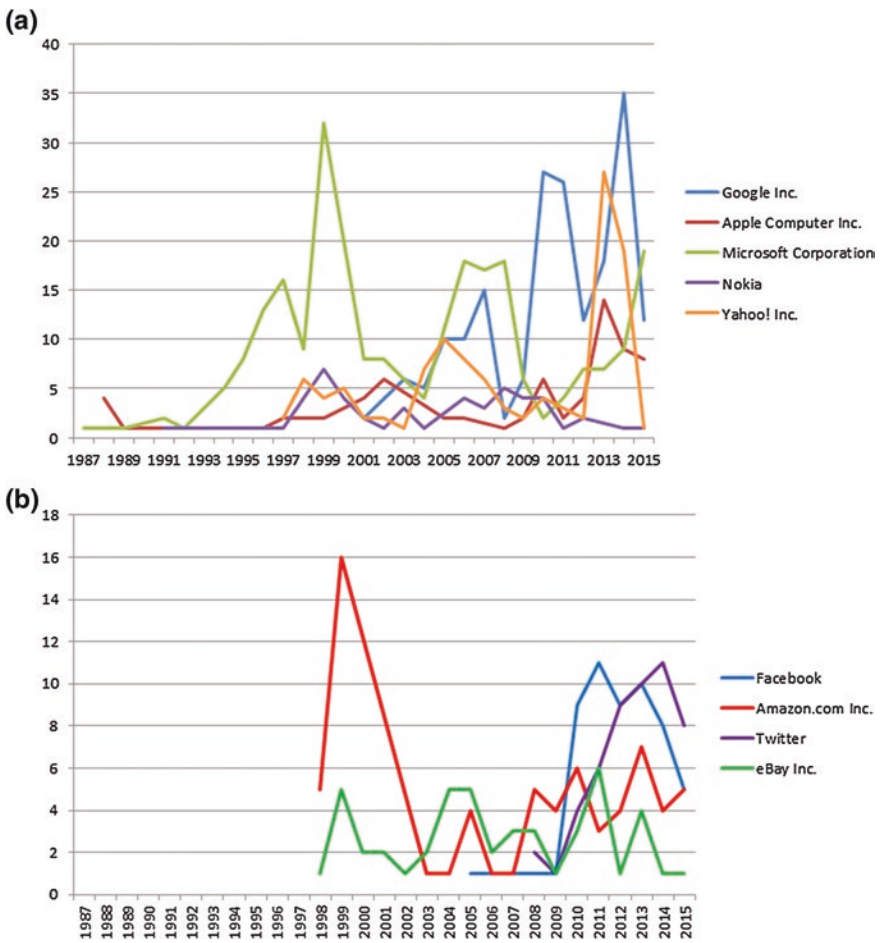 (a)
40
35
30
25
20
15
10
5
0
1987 1989 1991 1993 1995 1997 1999 2001 2003 2005 2007 2009 2011 2013 2015
Google Inc.
Apple Computer Inc.
Microsoft Corporation
Nokia
Yahoo! Inc.
(b)
18
16
14
12
10
8
6
4
2
0
1987 1988 1989 1990 1991 1992 1993 1994 1995 1996 1997 1998 1999 2000 2001 2002 2003 2004 2005 2006 2007 2008 2009 2010 2011 2012 2013 2014 2015
Facebook
Amazon.com Inc.
Twitter
eBay Inc.